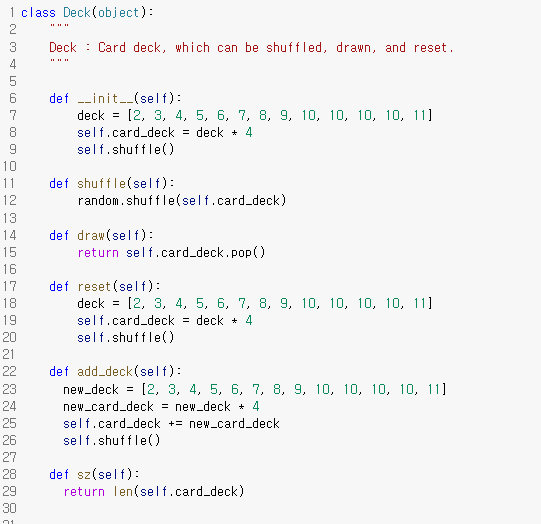 1 class Deck(object):
2     """
3     Deck : Card deck, which can be shuffled, drawn, and reset.
4     """
5
6     def __init__(self):
7         deck = [2, 3, 4, 5, 6, 7, 8, 9, 10, 10, 10, 10, 11]
8         self.card_deck = deck * 4
9         self.shuffle()
10
11     def shuffle(self):
12         random.shuffle(self.card_deck)
13
14     def draw(self):
15         return self.card_deck.pop()
16
17     def reset(self):
18         deck = [2, 3, 4, 5, 6, 7, 8, 9, 10, 10, 10, 10, 11]
19         self.card_deck = deck * 4
20         self.shuffle()
21
22     def add_deck(self):
23       new_deck = [2, 3, 4, 5, 6, 7, 8, 9, 10, 10, 10, 10, 11]
24       new_card_deck = new_deck * 4
25       self.card_deck += new_card_deck
26       self.shuffle()
27
28     def sz(self):
29       return len(self.card_deck)
30